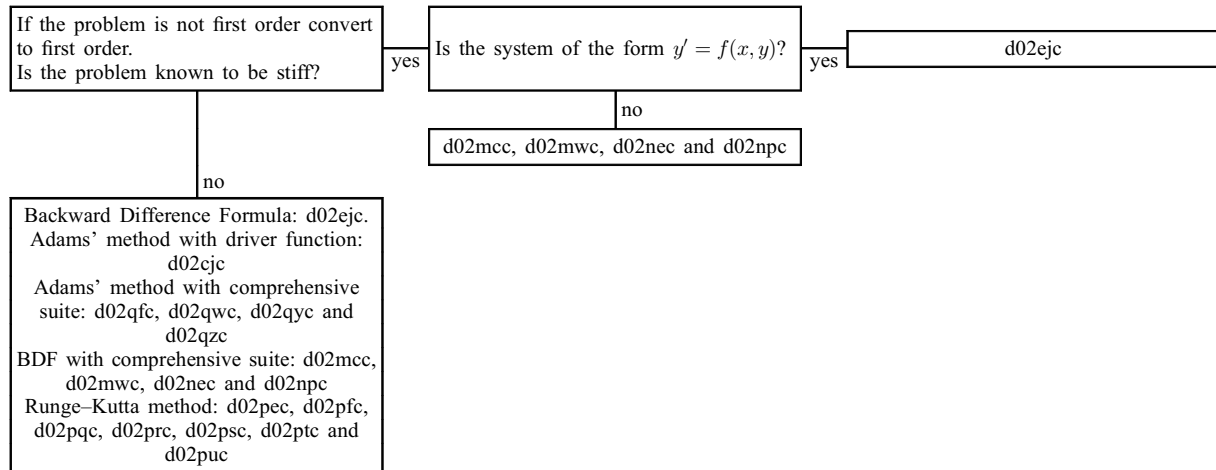 If the problem is not first order convert
to first order.
Is the problem known to be stiff?
yes
Is the system of the form y′ = f(x, y)?
yes
d02ejc
no
d02mcc, d02mwc, d02nec and d02npc
no
Backward Difference Formula: d02ejc.
Adams' method with driver function:
d02cjc
Adams' method with comprehensive
suite: d02qfc, d02qwc, d02qyc and
d02qzc
BDF with comprehensive suite: d02mcc,
d02mwc, d02nec and d02npc
Runge–Kutta method: d02pec, d02pfc,
d02pqc, d02prc, d02psc, d02ptc and
d02puc